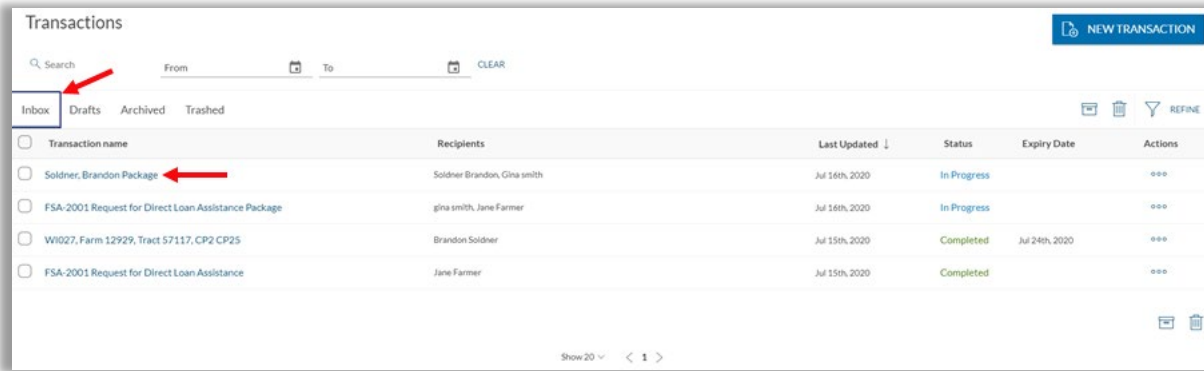 Transactions
NEW TRANSACTION
Search From To CLEAR
Inbox Drafts Archived Trashed REFINE
Transaction name Recipients Last Updated ↓ Status Expiry Date Actions
Soldner, Brandon Package Soldner Brandon, Gina smith Jul 16th, 2020 In Progress
FSA-2001 Request for Direct Loan Assistance Package gina smith, Jane Farmer Jul 16th, 2020 In Progress
WI027, Farm 12929, Tract 57117, CP2 CP25 Brandon Soldner Jul 15th, 2020 Completed Jul 24th, 2020
FSA-2001 Request for Direct Loan Assistance Jane Farmer Jul 15th, 2020 Completed
Show 20 < 1 >